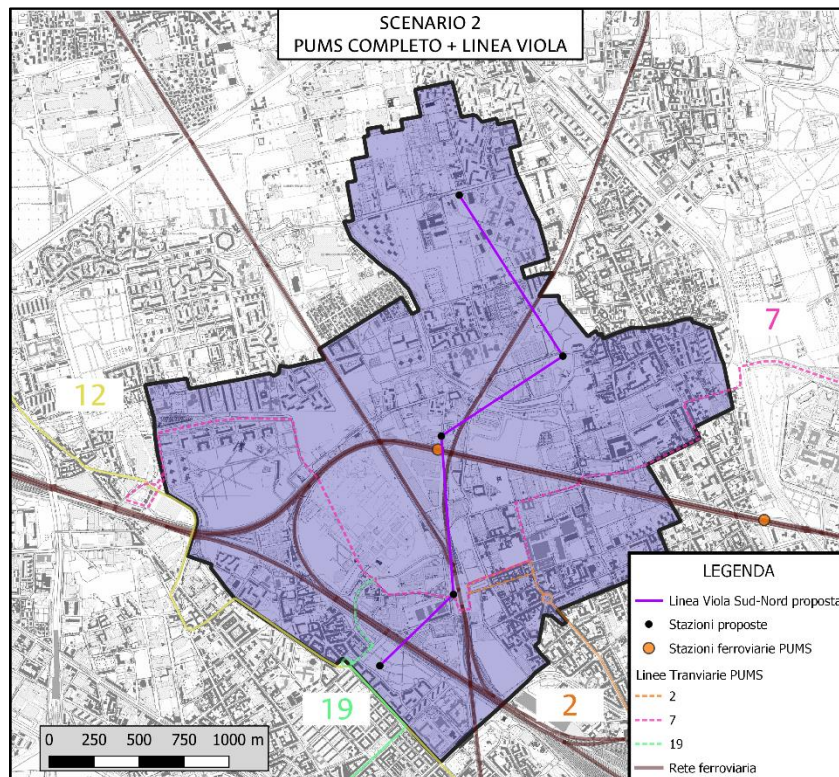 SCENARIO 2
PUMS COMPLETO + LINEA VIOLA
7
12
19
2
0 250 500 1000 m
LEGENDA
Linea Viola Sud-Nord proposta
Stazioni proposte
Stazioni ferroviarie PUMS
Linee Tranviarie PUMS
2
7
19
Rete ferroviaria